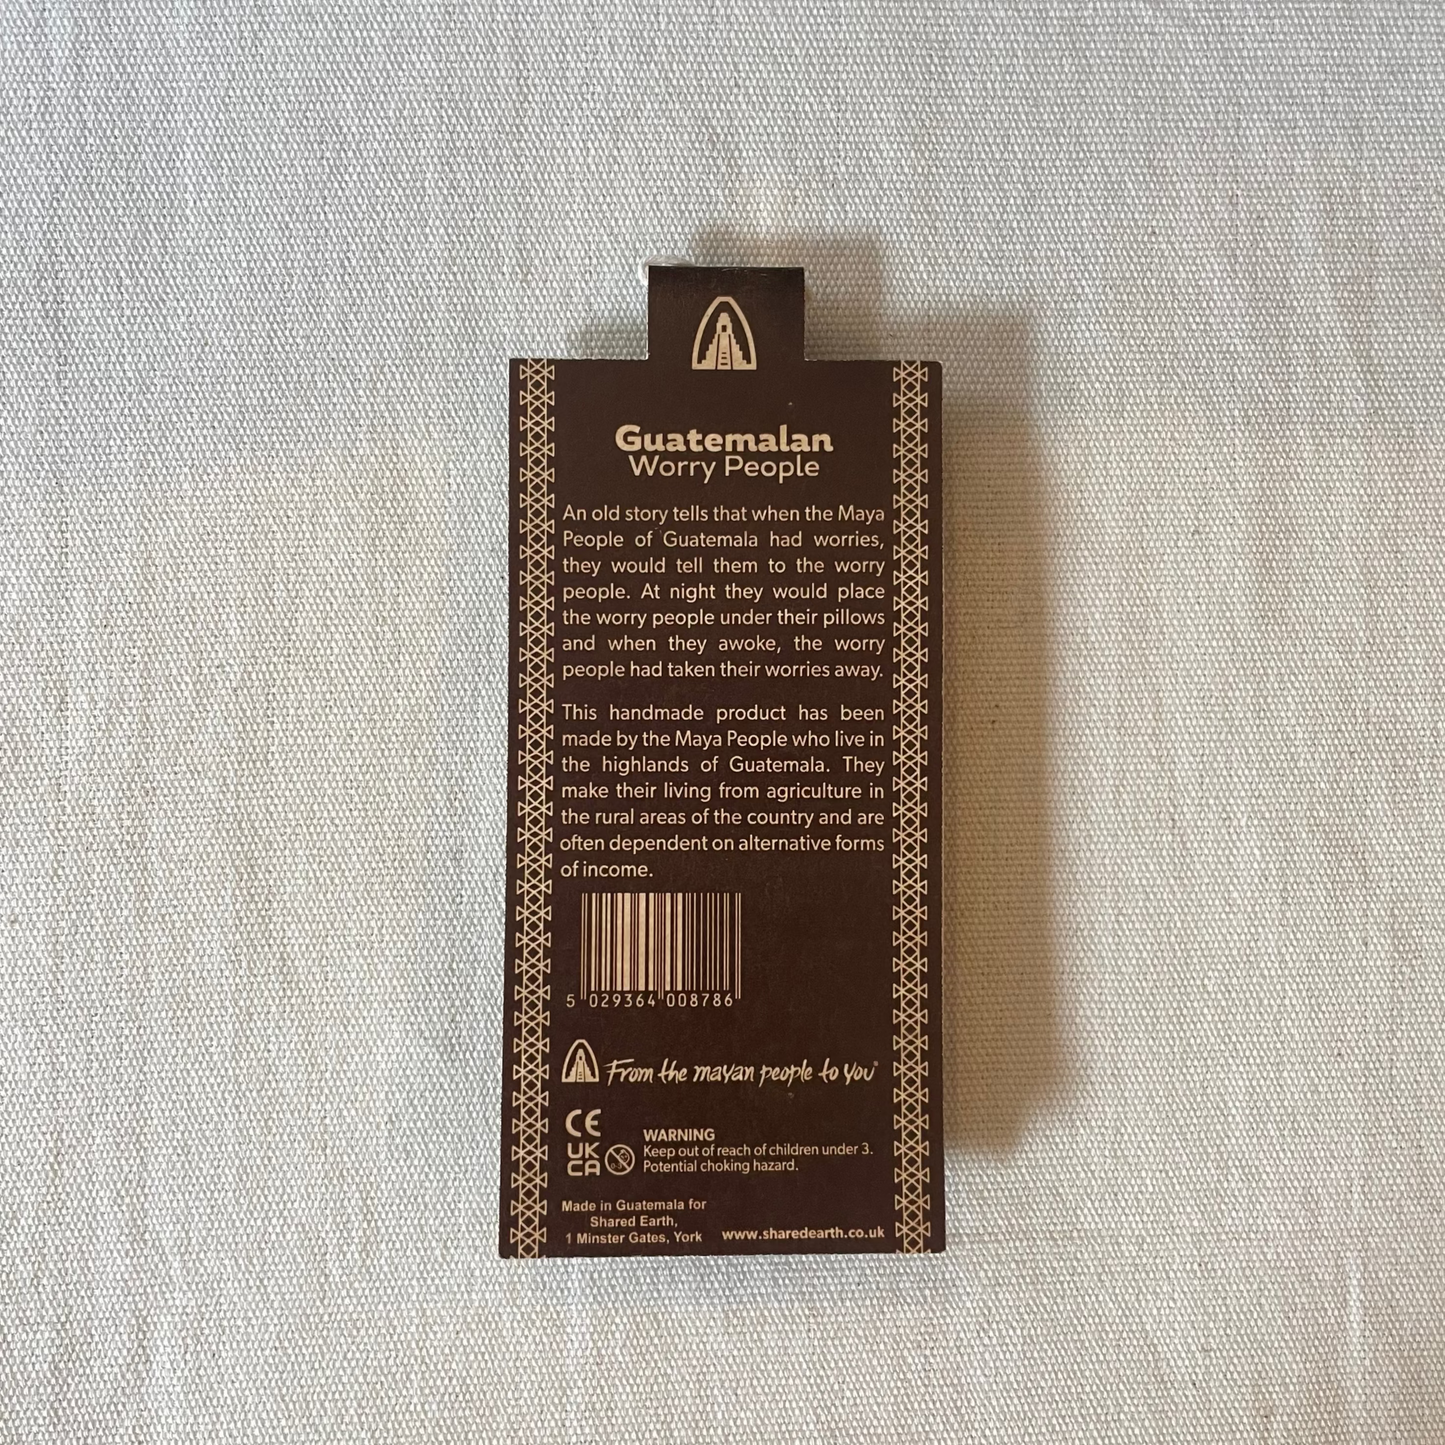 Guatemalan
Worry People
An old story tells that when the Maya
People of Guatemala had worries,
they would tell them to the worry
people. At night they would place
the worry people under their pillows
and when they awoke, the worry
people had taken their worries away.
This handmade product has been
made by the Maya People who live in
the highlands of Guatemala. They
make their living from agriculture in
the rural areas of the country and are
often dependent on alternative forms
of income.
5 029364 008786
From the mayan people to you®
CE
UK
CA
WARNING
Keep out of reach of children under 3.
Potential choking hazard.
Made in Guatemala for
Shared Earth,
1 Minster Gates, York
www.sharedearth.co.uk